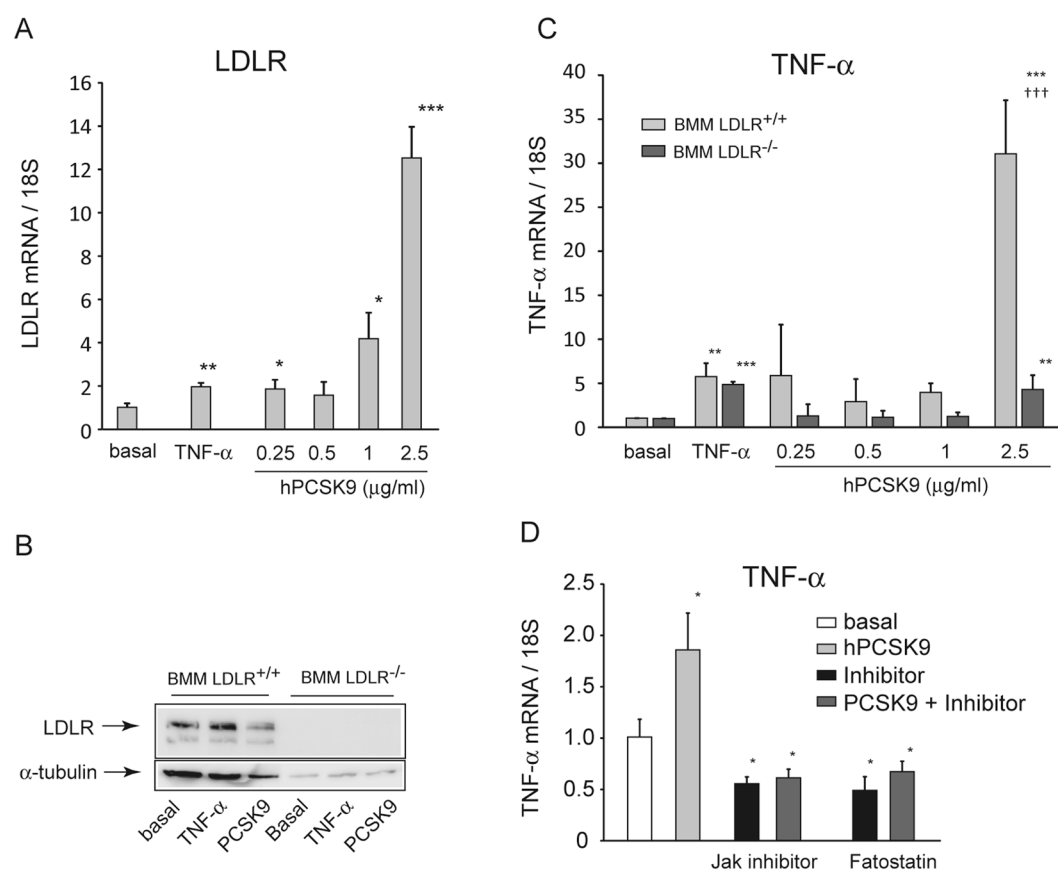 A
LDLR
LDLR mRNA / 18S
16
14
12
10
8
6
4
2
0
**
*
*
***
basal
TNF-α
0.25
0.5
1
2.5
hPCSK9 (μg/ml)
B
BMM LDLR+/+
BMM LDLR-/-
LDLR
α-tubulin
basal
TNF-α
PCSK9
Basal
TNF-α
PCSK9
C
TNF-α
TNF-α mRNA / 18S
40
35
30
25
20
15
10
5
0
BMM LDLR+/+
BMM LDLR-/-
**
***
***
†††
**
basal
TNF-α
0.25
0.5
1
2.5
hPCSK9 (μg/ml)
D
TNF-α
TNF-α mRNA / 18S
2.5
2.0
1.5
1.0
0.5
0
basal
hPCSK9
Inhibitor
PCSK9 + Inhibitor
*
*
*
*
*
Jak inhibitor
Fatostatin